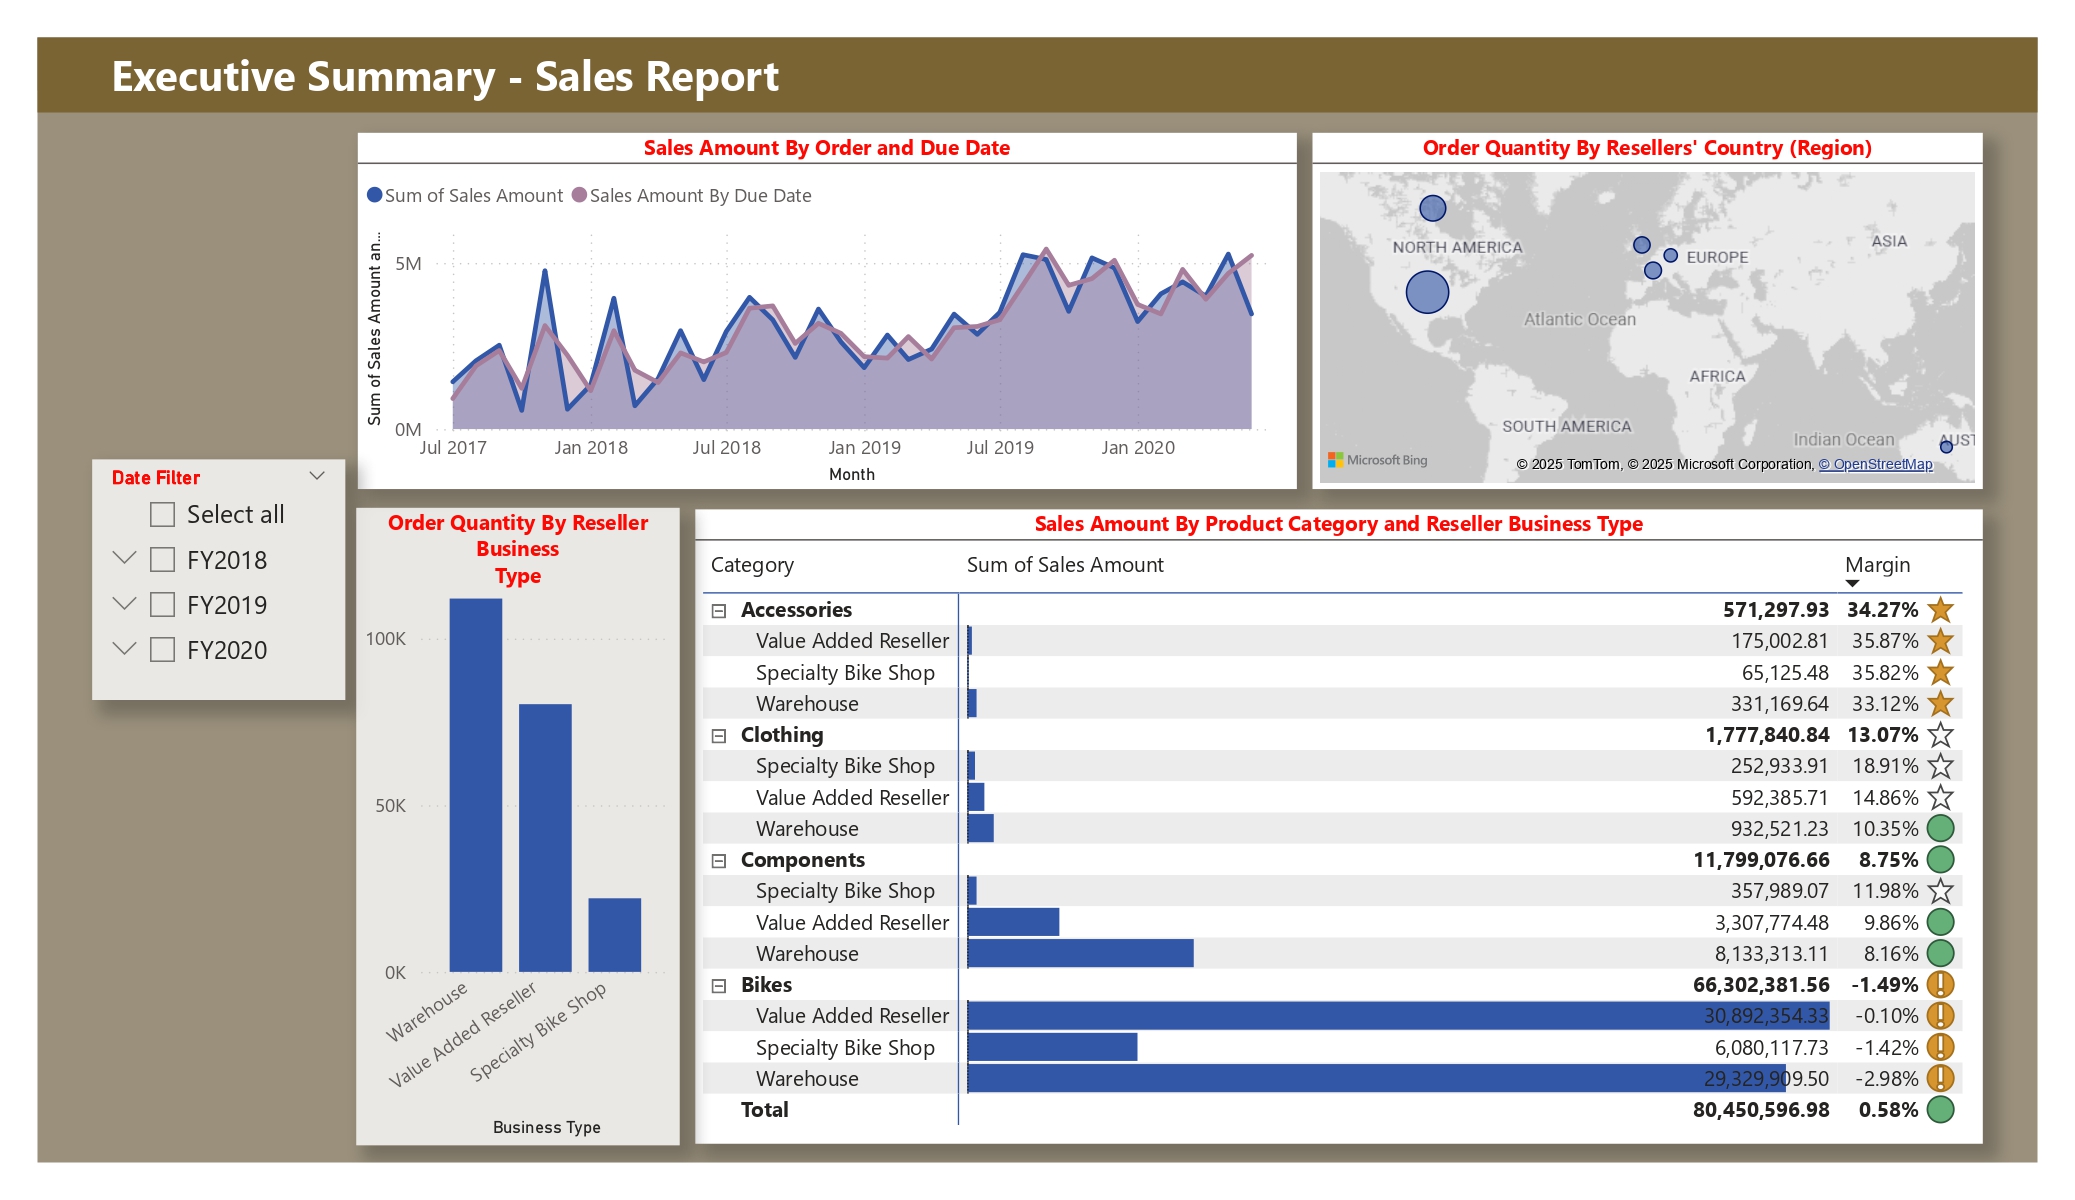 Executive Summary - Sales Report
Sales Amount By Order and Due Date
Sum of Sales Amount Sales Amount By Due Date
Sum of Sales Amount an...
5M
0M
Jul 2017 Jan 2018 Jul 2018 Jan 2019 Jul 2019 Jan 2020
Month
Order Quantity By Resellers' Country (Region)
NORTH AMERICA
EUROPE
ASIA
Atlantic Ocean
AFRICA
SOUTH AMERICA
Indian Ocean
AUST
Microsoft Bing
© 2025 TomTom, © 2025 Microsoft Corporation, © OpenStreetMap
Date Filter
Select all
FY2018
FY2019
FY2020
Order Quantity By Reseller
Business
Type
100K
50K
0K
Warehouse
Value Added Reseller
Specialty Bike Shop
Business Type
Sales Amount By Product Category and Reseller Business Type
Category Sum of Sales Amount Margin
Accessories 571,297.93 34.27%
Value Added Reseller 175,002.81 35.87%
Specialty Bike Shop 65,125.48 35.82%
Warehouse 331,169.64 33.12%
Clothing 1,777,840.84 13.07%
Specialty Bike Shop 252,933.91 18.91%
Value Added Reseller 592,385.71 14.86%
Warehouse 932,521.23 10.35%
Components 11,799,076.66 8.75%
Specialty Bike Shop 357,989.07 11.98%
Value Added Reseller 3,307,774.48 9.86%
Warehouse 8,133,313.11 8.16%
Bikes 66,302,381.56 -1.49%
Value Added Reseller 30,892,354.33 -0.10%
Specialty Bike Shop 6,080,117.73 -1.42%
Warehouse 29,329,909.50 -2.98%
Total 80,450,596.98 0.58%